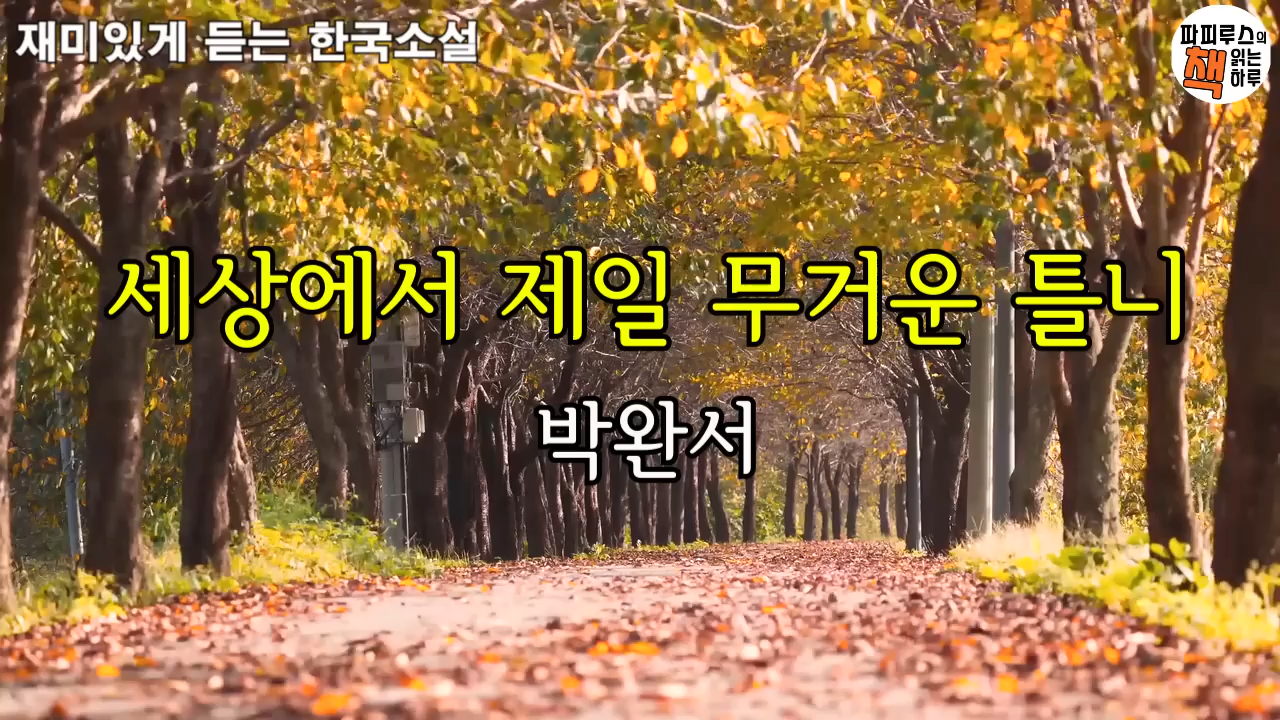 재미있게 듣는 한국소설
파피루스의
책 읽는
하루
세상에서 제일 무거운 틀니
박완서